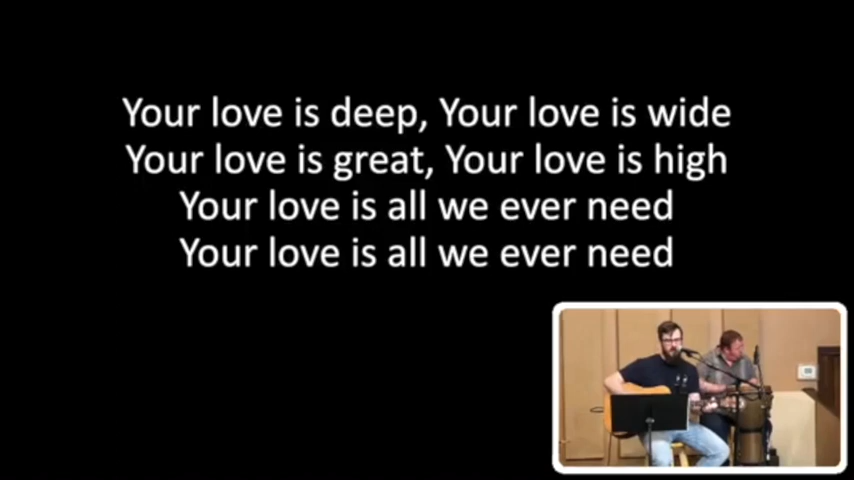 Your love is deep, Your love is wide
Your love is great, Your love is high
Your love is all we ever need
Your love is all we ever need